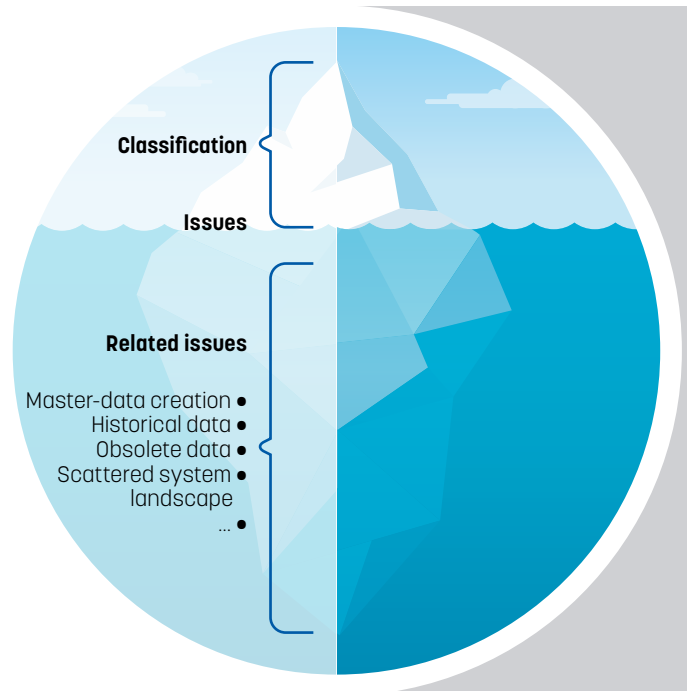 Classification
Issues
Related issues
Master-data creation •
Historical data •
Obsolete data •
Scattered system •
landscape
... •